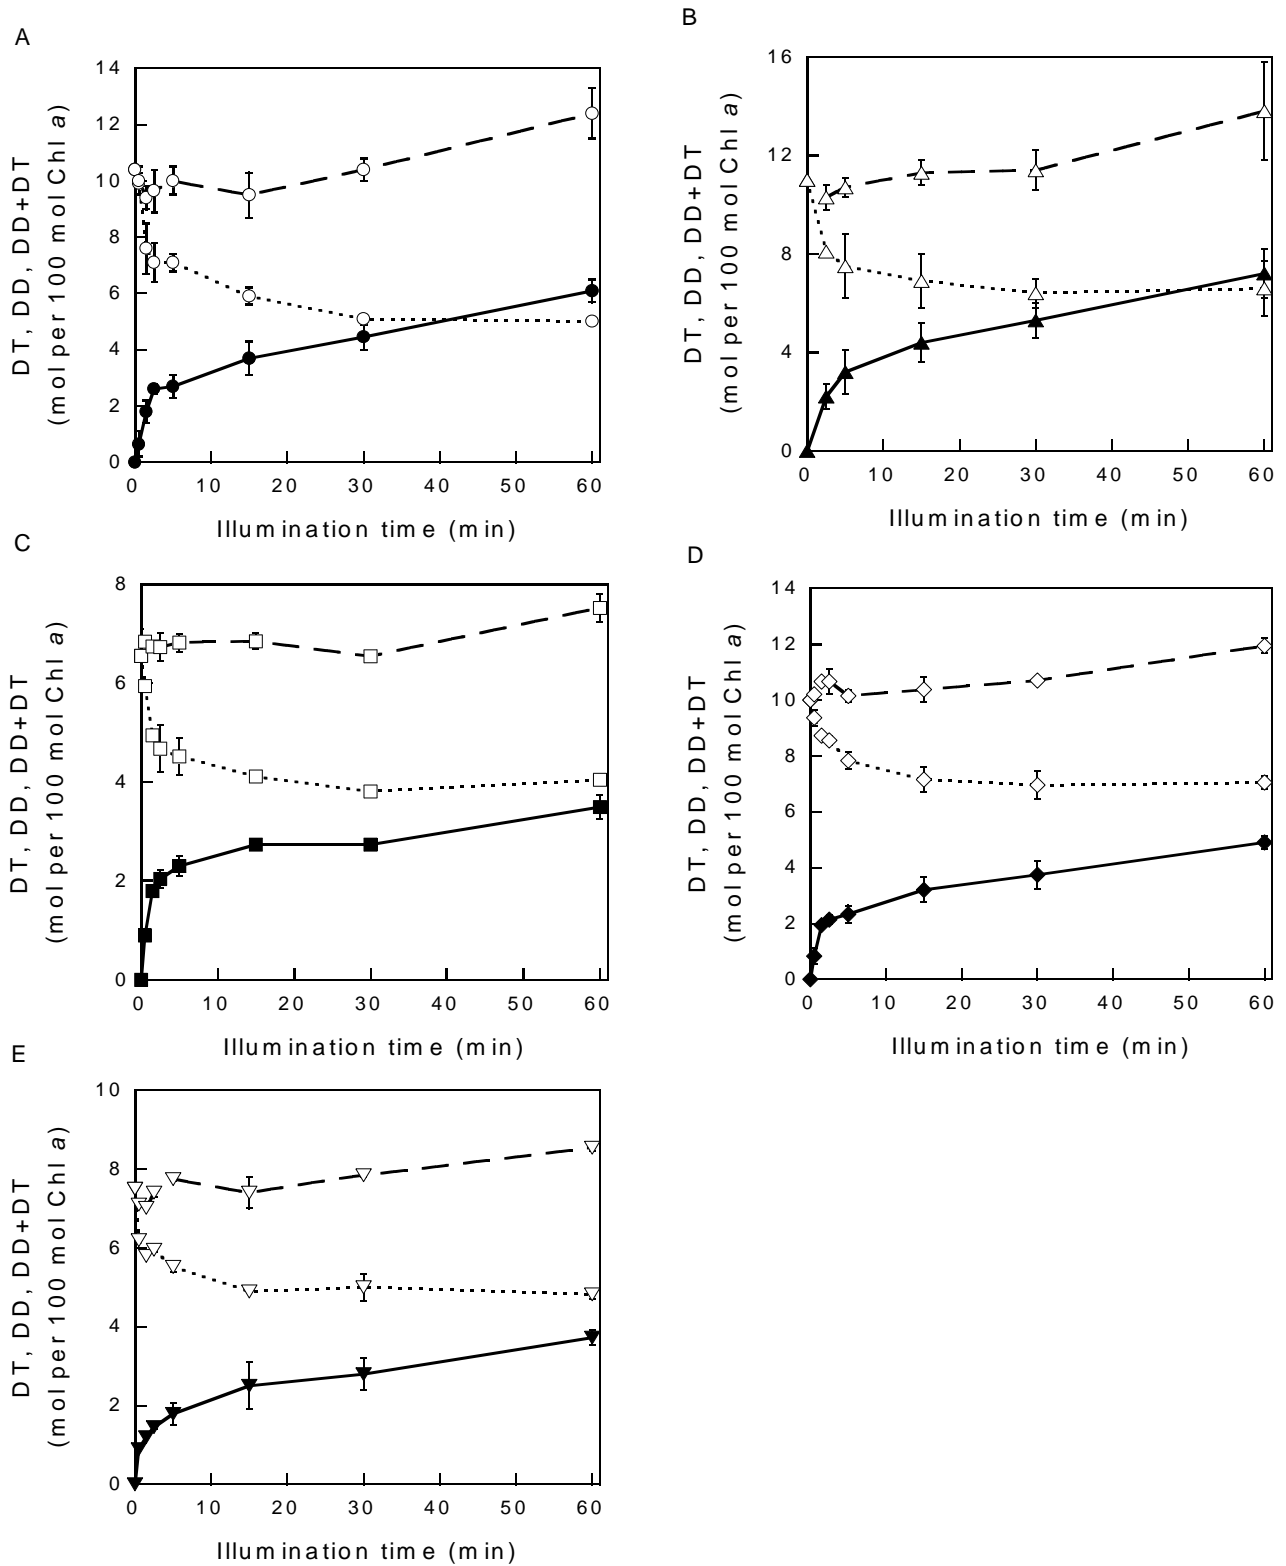 A
14
12
10
8
6
4
2
0
DT, DD, DD+DT
(mol per 100 mol Chl a)
0 10 20 30 40 50 60
Illumination time (min)
B
16
12
8
4
0
DT, DD, DD+DT
(mol per 100 mol Chl a)
0 10 20 30 40 50 60
Illumination time (min)
C
8
6
4
2
0
DT, DD, DD+DT
(mol per 100 mol Chl a)
0 10 20 30 40 50 60
Illumination time (min)
D
14
12
10
8
6
4
2
0
DT, DD, DD+DT
(mol per 100 mol Chl a)
0 10 20 30 40 50 60
Illumination time (min)
E
10
8
6
4
2
0
DT, DD, DD+DT
(mol per 100 mol Chl a)
0 10 20 30 40 50 60
Illumination time (min)